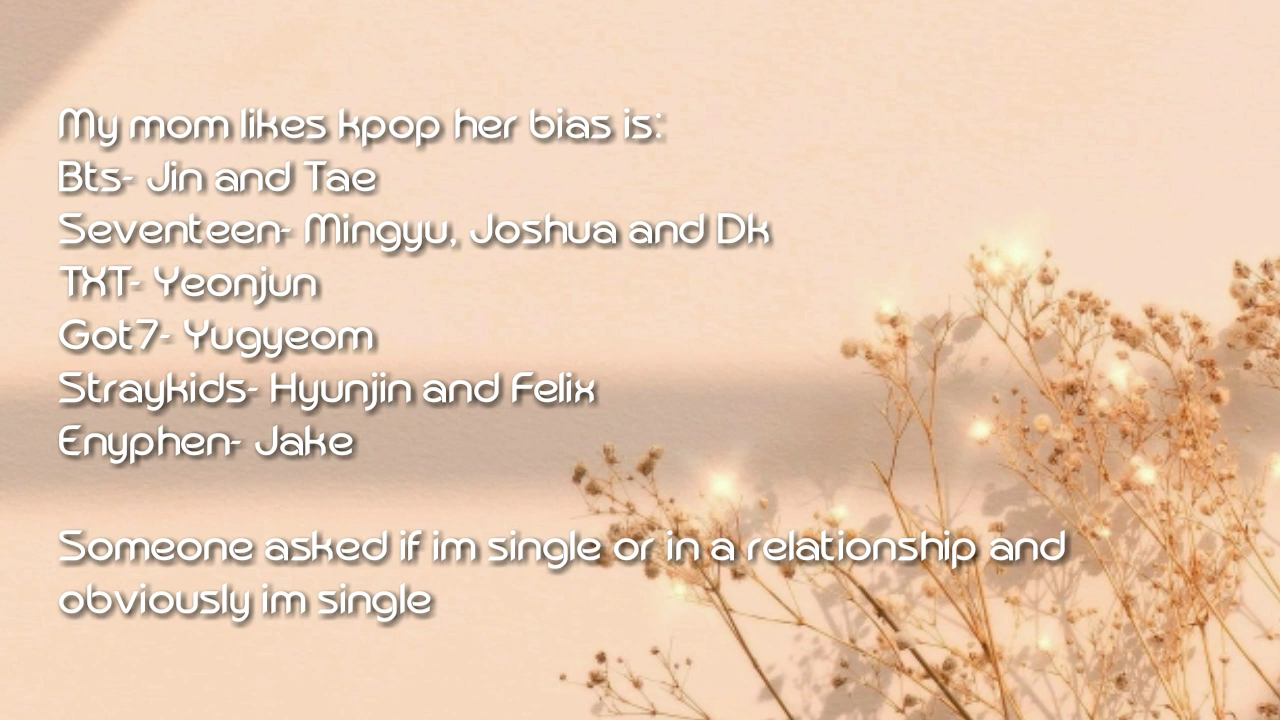 My mom likes kpop her bias is:
Bts- Jin and Tae
Seventeen- Mingyu, Joshua and Dk
TXT- Yeonjun
Got7- Yugyeom
Straykids- Hyunjin and Felix
Enyphen- Jake
Someone asked if im single or in a relationship and
obviously im single